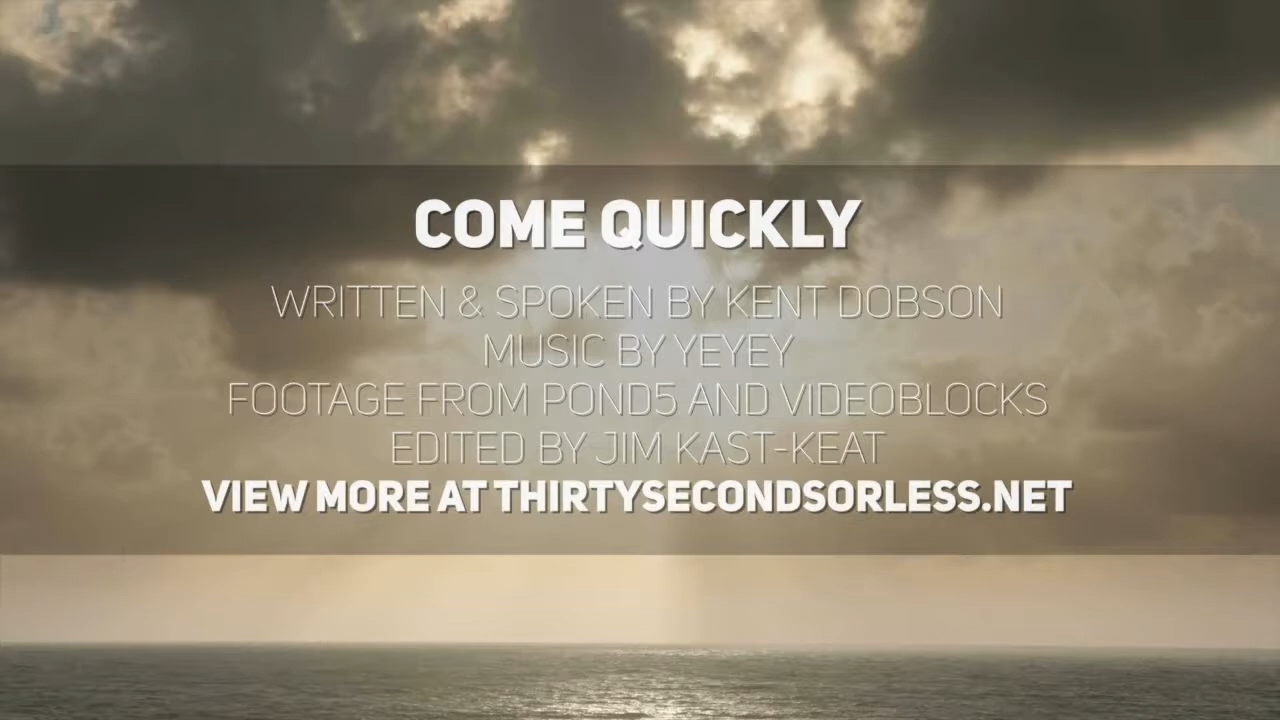 COME QUICKLY
WRITTEN & SPOKEN BY KENT DOBSON
MUSIC BY YEYEY
FOOTAGE FROM POND5 AND VIDEOBLOCKS
EDITED BY JIM KAST-KEAT
VIEW MORE AT THIRTYSECONDSORLESS.NET